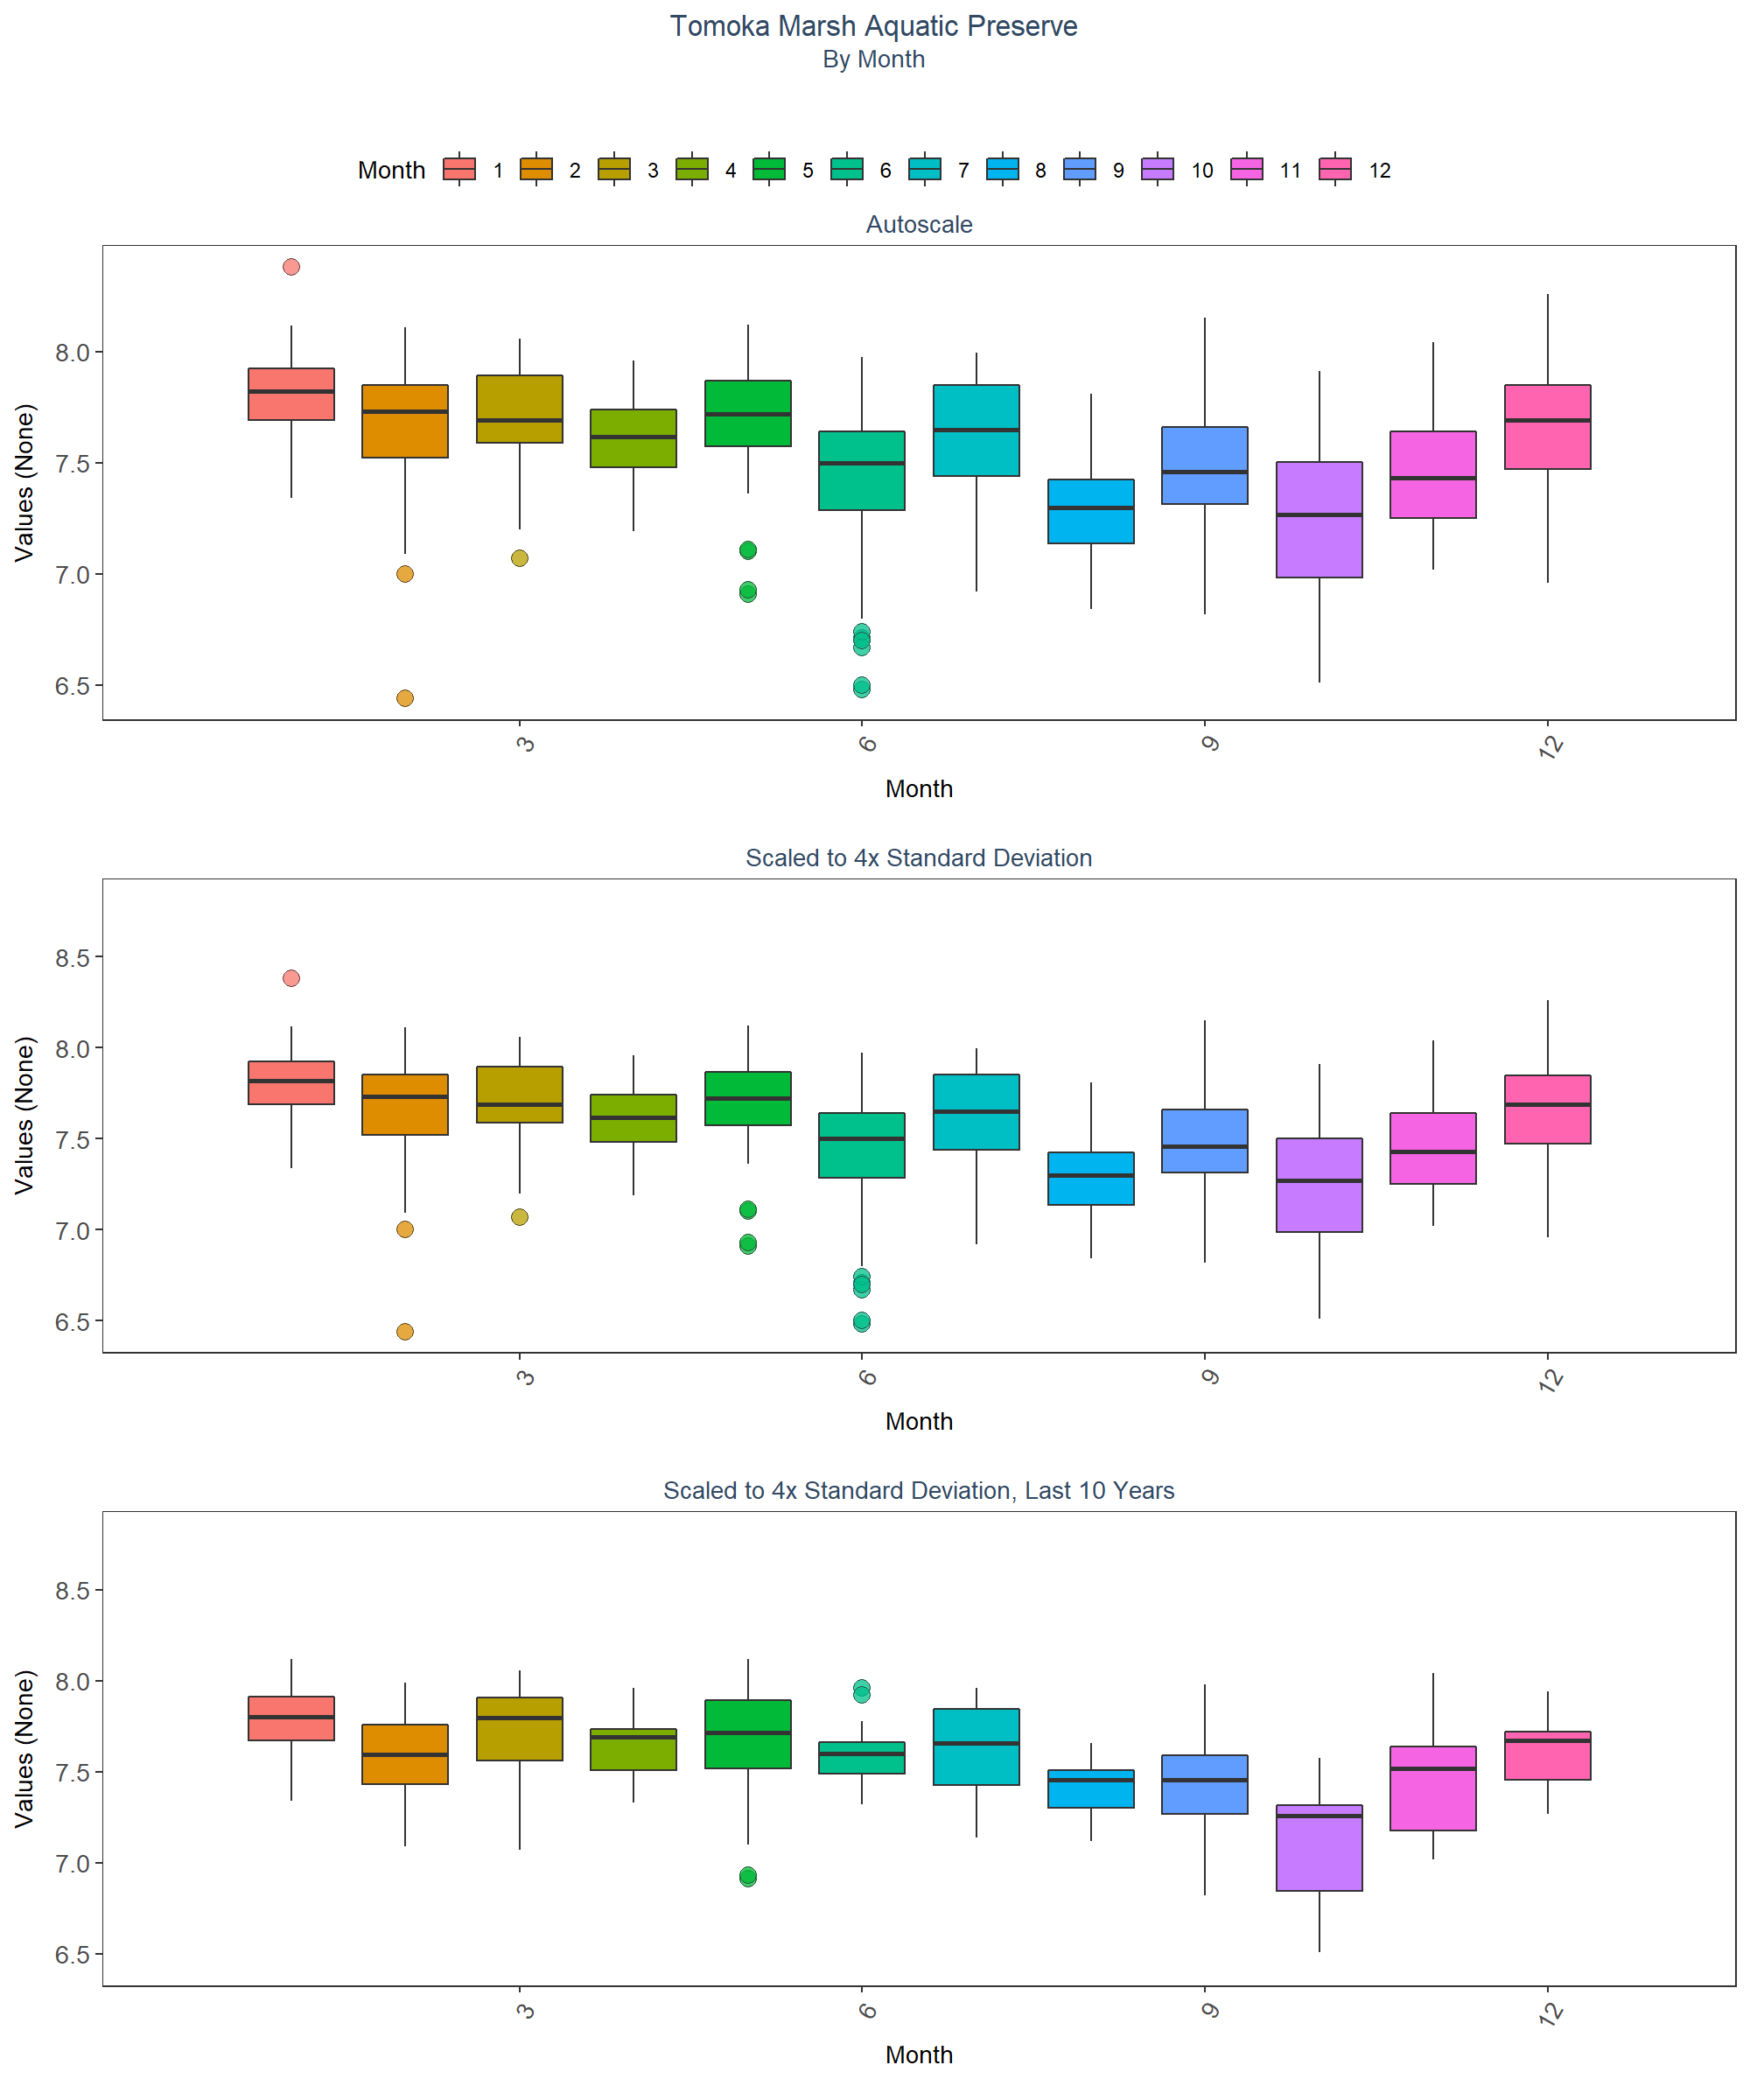 Tomoka Marsh Aquatic Preserve
By Month
Month 1 2 3 4 5 6 7 8 9 10 11 12
Autoscale
Values (None)
8.0
7.5
7.0
6.5
3 6 9 12
Month
Scaled to 4x Standard Deviation
Values (None)
8.5
8.0
7.5
7.0
6.5
3 6 9 12
Month
Scaled to 4x Standard Deviation, Last 10 Years
Values (None)
8.5
8.0
7.5
7.0
6.5
3 6 9 12
Month